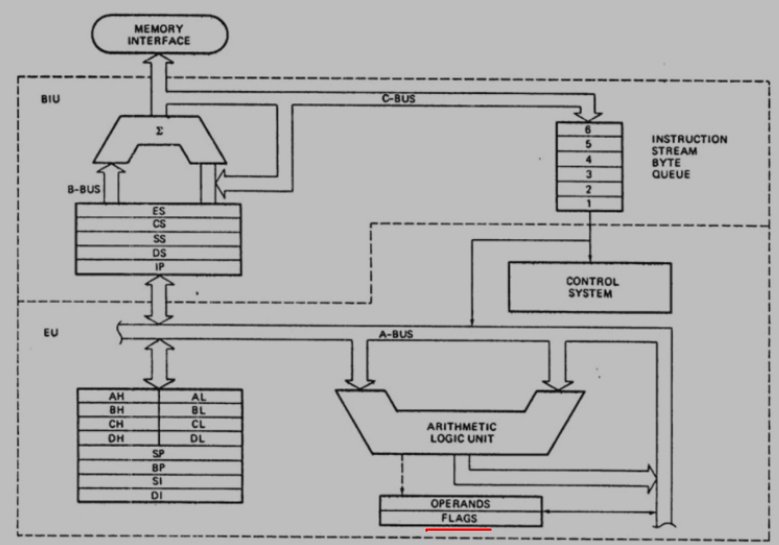 MEMORY
INTERFACE
BIU
C-BUS
Σ
B-BUS
6
5
4
3
2
1
INSTRUCTION
STREAM
BYTE
QUEUE
ES
CS
SS
DS
IP
CONTROL
SYSTEM
EU
A-BUS
AH AL
BH BL
CH CL
DH DL
SP
BP
SI
DI
ARITHMETIC
LOGIC UNIT
OPERANDS
FLAGS